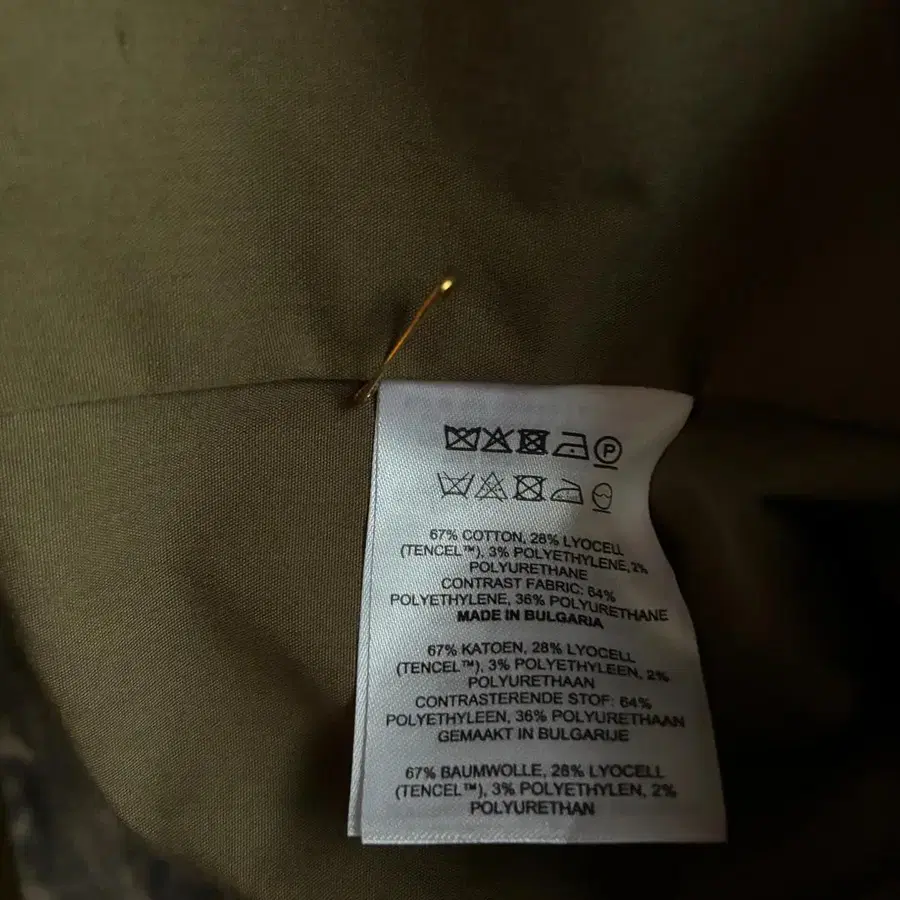 P
67% COTTON, 28% LYOCELL
(TENCEL™), 3% POLYETHYLENE, 2%
POLYURETHANE
CONTRAST FABRIC: 64%
POLYETHYLENE, 36% POLYURETHANE
MADE IN BULGARIA
67% KATOEN, 28% LYOCELL
(TENCEL™), 3% POLYETHYLEEN, 2%
POLYURETHAAN
CONTRASTERENDE STOF: 64%
POLYETHYLEEN, 36% POLYURETHAAN
GEMAAKT IN BULGARIJE
67% BAUMWOLLE, 28% LYOCELL
(TENCEL™), 3% POLYETHYLEN, 2%
POLYURETHAN